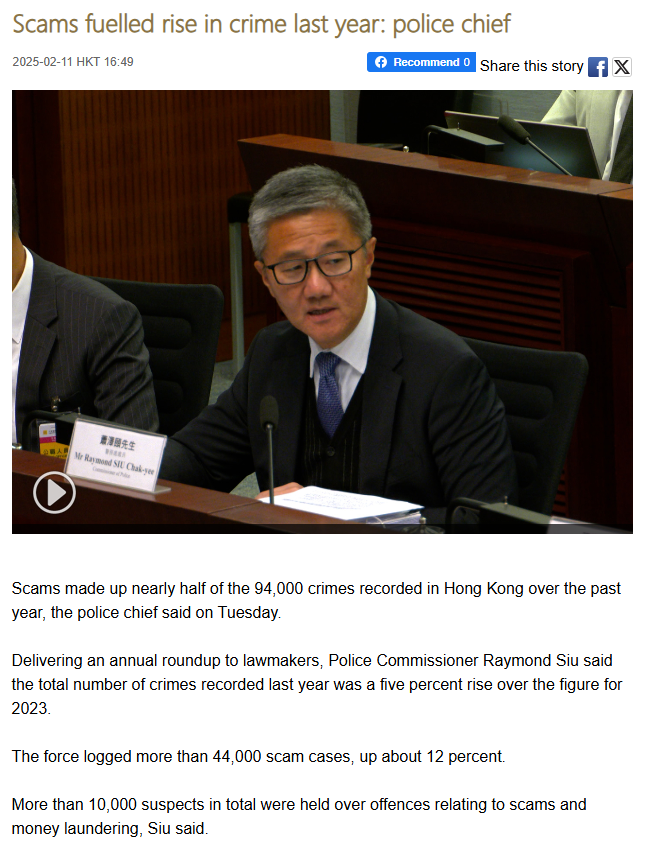 Scams fuelled rise in crime last year: police chief
2025-02-11 HKT 16:49
Recommend 0
Share this story
蕭澤頤先生
Mr Raymond SIU Chak-yee
Commissioner of Police
Scams made up nearly half of the 94,000 crimes recorded in Hong Kong over the past
year, the police chief said on Tuesday.
Delivering an annual roundup to lawmakers, Police Commissioner Raymond Siu said
the total number of crimes recorded last year was a five percent rise over the figure for
2023.
The force logged more than 44,000 scam cases, up about 12 percent.
More than 10,000 suspects in total were held over offences relating to scams and
money laundering, Siu said.